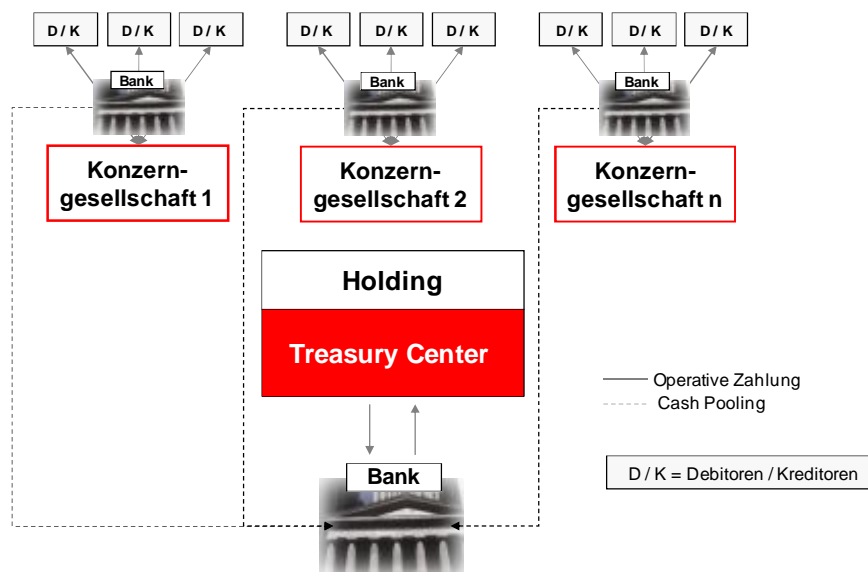 D / K D / K D / K D / K D / K D / K D / K D / K D / K
Bank Bank Bank
Konzern-
gesellschaft 1
Konzern-
gesellschaft 2
Konzern-
gesellschaft n
Holding
Treasury Center
Operative Zahlung
Cash Pooling
Bank
D / K = Debitoren / Kreditoren